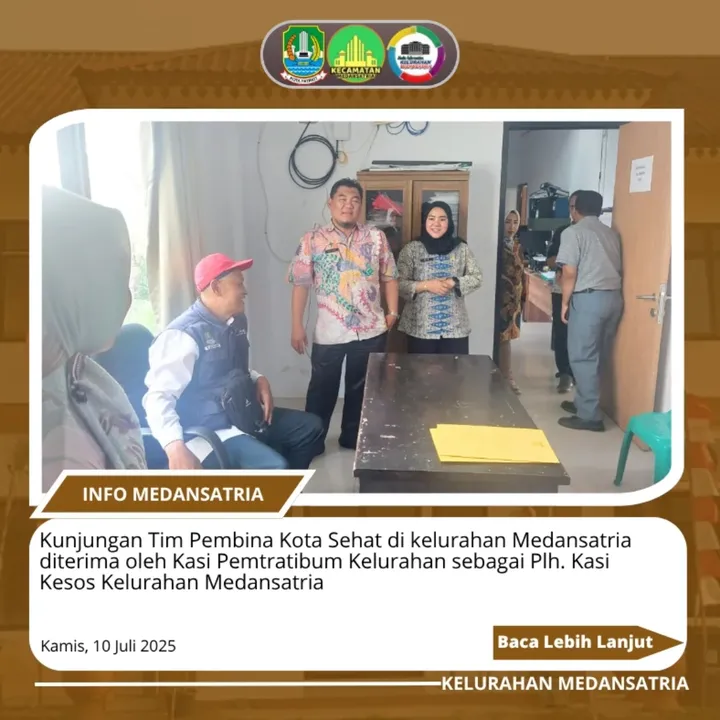 KECAMATAN
INFO MEDANSATRIA
Kunjungan Tim Pembina Kota Sehat di kelurahan Medansatria
diterima oleh Kasi Pemtratibum Kelurahan sebagai Plh. Kasi
Kesos Kelurahan Medansatria
Kamis, 10 Juli 2025
Baca Lebih Lanjut
KELURAHAN MEDANSATRIA